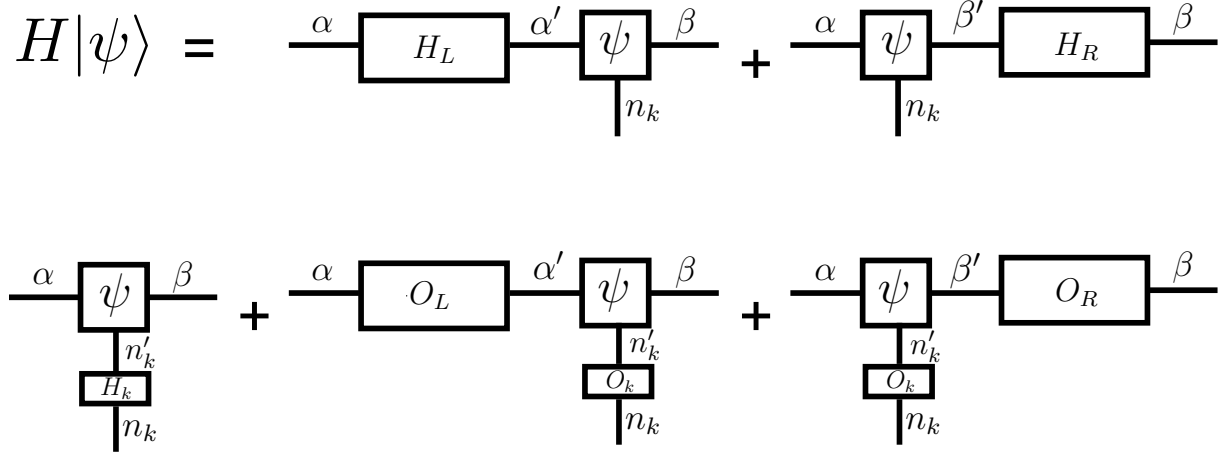 H|ψ⟩ = α H_L α′ ψ β n_k + α ψ β′ H_R β n_k
α ψ β n′_k H_k n_k + α O_L α′ ψ β n′_k O_k n_k + α ψ β′ O_R β n′_k O_k n_k